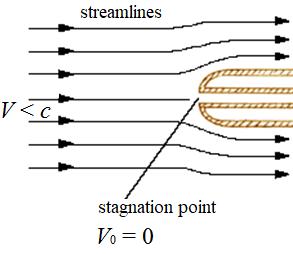 streamlines
V < c
stagnation point
V₀ = 0